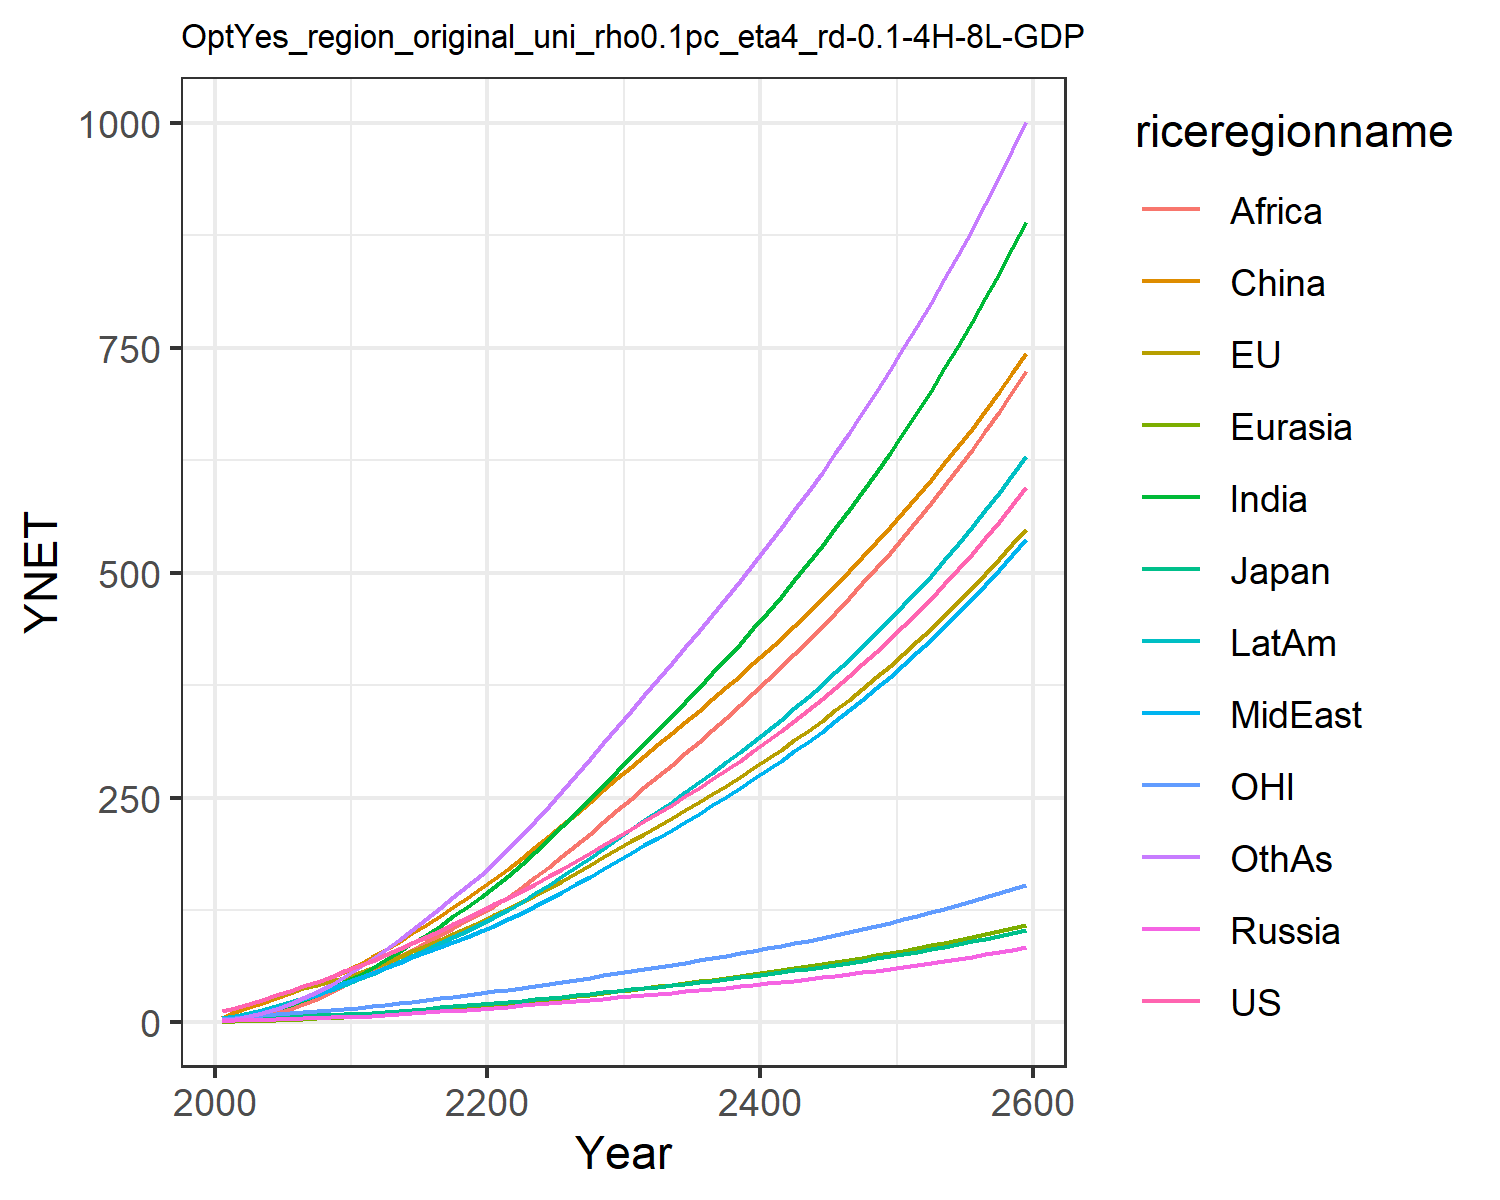 OptYes_region_original_uni_rho0.1pc_eta4_rd-0.1-4H-8L-GDP
1000
750
500
250
0
YNET
2000
2200
2400
2600
Year
riceregionname
Africa
China
EU
Eurasia
India
Japan
LatAm
MidEast
OHI
OthAs
Russia
US